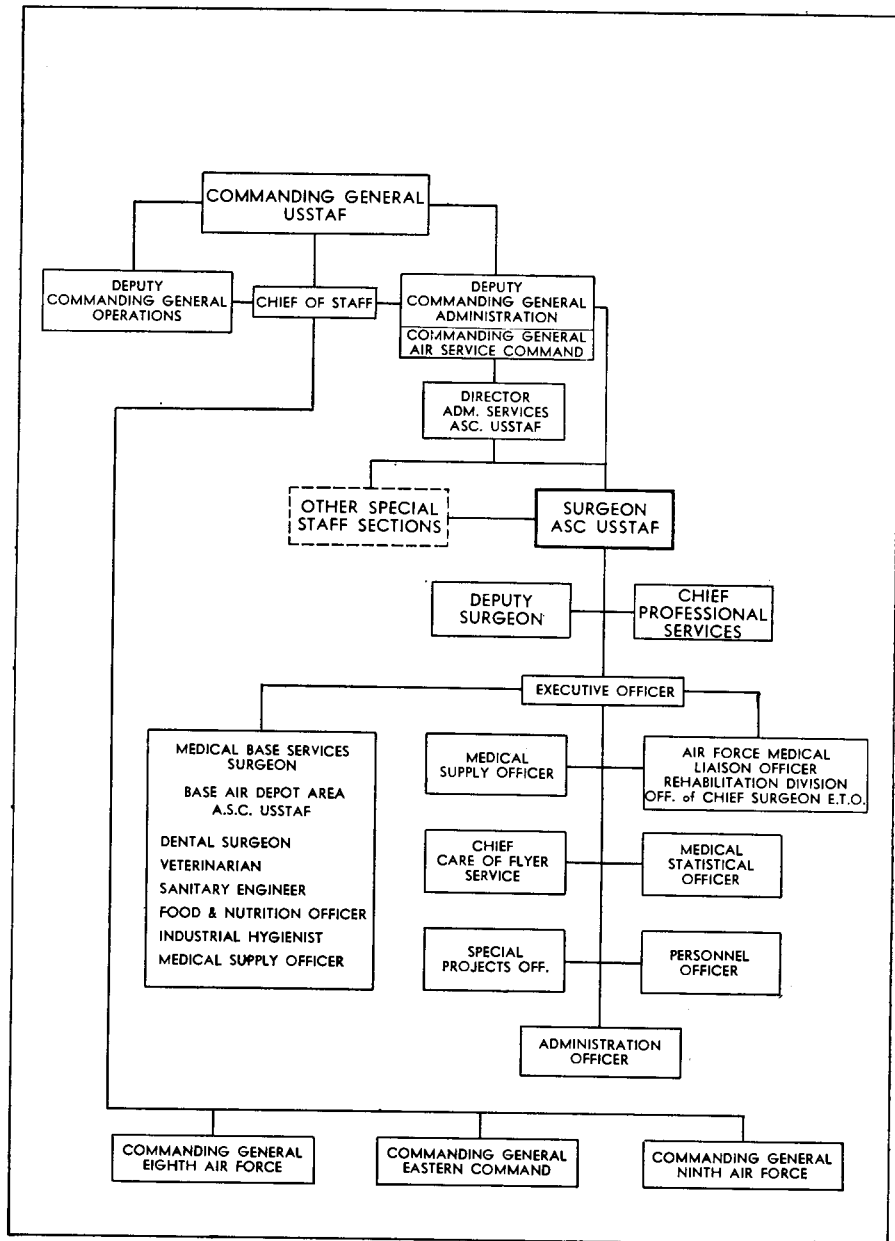 COMMANDING GENERAL
USSTAF
DEPUTY
COMMANDING GENERAL
OPERATIONS
CHIEF OF STAFF
DEPUTY
COMMANDING GENERAL
ADMINISTRATION
COMMANDING GENERAL
AIR SERVICE COMMAND
DIRECTOR
ADM. SERVICES
ASC. USSTAF
OTHER SPECIAL
STAFF SECTIONS
SURGEON
ASC USSTAF
DEPUTY
SURGEON
CHIEF
PROFESSIONAL
SERVICES
EXECUTIVE OFFICER
MEDICAL BASE SERVICES
SURGEON
BASE AIR DEPOT AREA
A.S.C. USSTAF
DENTAL SURGEON
VETERINARIAN
SANITARY ENGINEER
FOOD & NUTRITION OFFICER
INDUSTRIAL HYGIENIST
MEDICAL SUPPLY OFFICER
MEDICAL
SUPPLY OFFICER
AIR FORCE MEDICAL
LIAISON OFFICER
REHABILITATION DIVISION
OFF. of CHIEF SURGEON E.T.O.
CHIEF
CARE OF FLYER
SERVICE
MEDICAL
STATISTICAL
OFFICER
SPECIAL
PROJECTS OFF.
PERSONNEL
OFFICER
ADMINISTRATION
OFFICER
COMMANDING GENERAL
EIGHTH AIR FORCE
COMMANDING GENERAL
EASTERN COMMAND
COMMANDING GENERAL
NINTH AIR FORCE